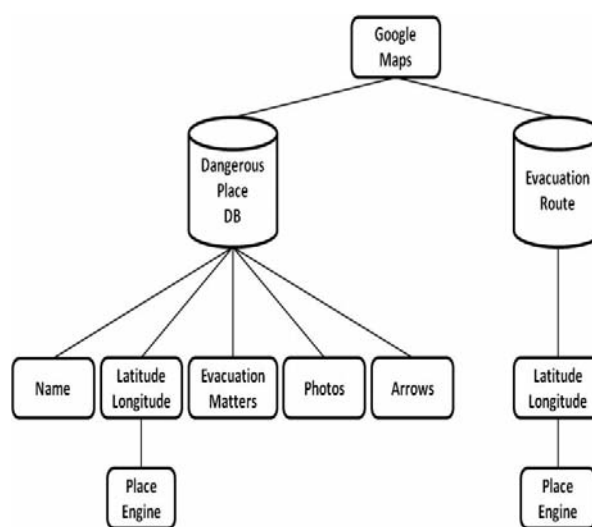 Google
Maps
Dangerous
Place
DB
Evacuation
Route
Name
Latitude
Longitude
Evacuation
Matters
Photos
Arrows
Latitude
Longitude
Place
Engine
Place
Engine